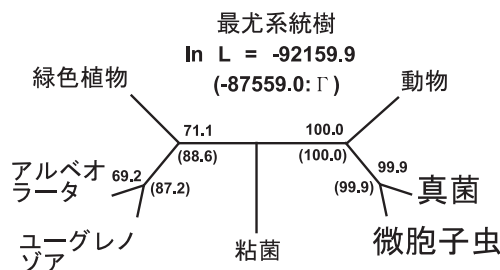 最尤系統樹
ln L = -92159.9
(-87559.0: Γ)
緑色植物
動物
71.1
(88.6)
100.0
(100.0)
アルベオ
ラータ
69.2
(87.2)
99.9
(99.9)
真菌
ユーグレノ
ゾア
粘菌
微胞子虫